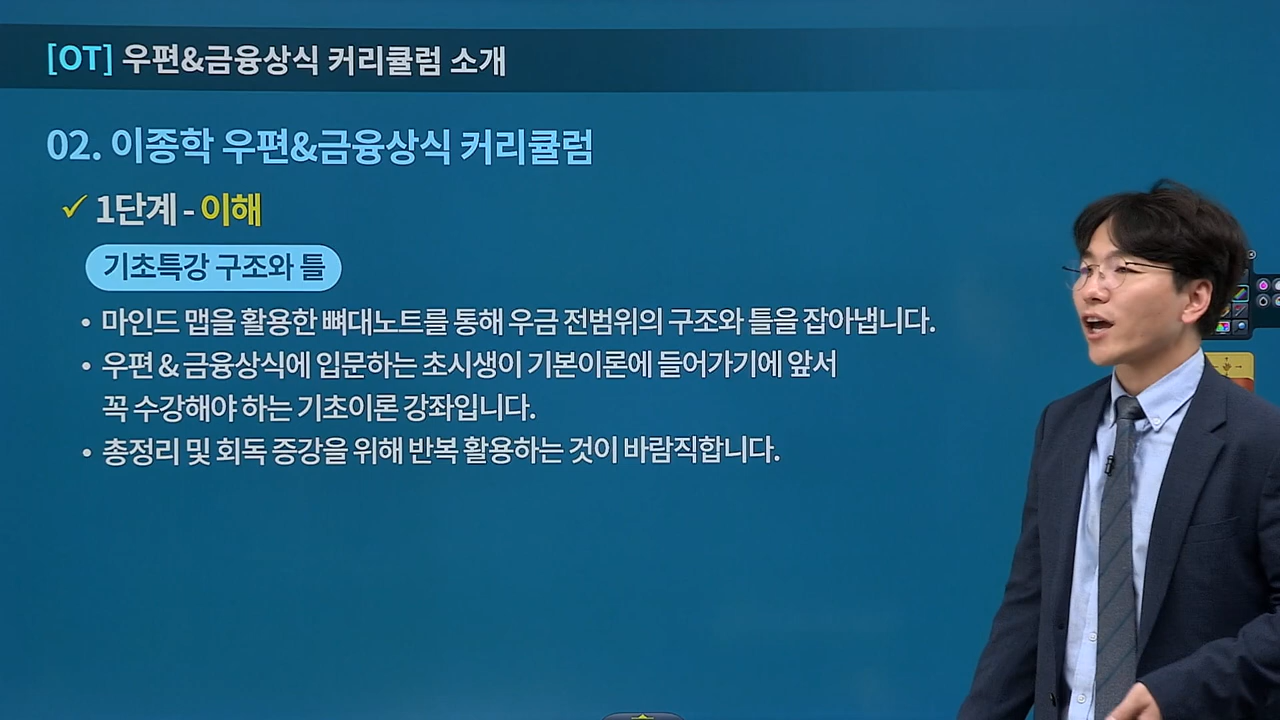 [OT] 우편&금융상식 커리큘럼 소개
02. 이종학 우편&금융상식 커리큘럼
✓ 1단계 - 이해
기초특강 구조와 틀
• 마인드 맵을 활용한 뼈대노트를 통해 우금 전범위의 구조와 틀을 잡아냅니다.
• 우편 & 금융상식에 입문하는 초시생이 기본이론에 들어가기에 앞서
꼭 수강해야 하는 기초이론 강좌입니다.
• 총정리 및 회독 증강을 위해 반복 활용하는 것이 바람직합니다.